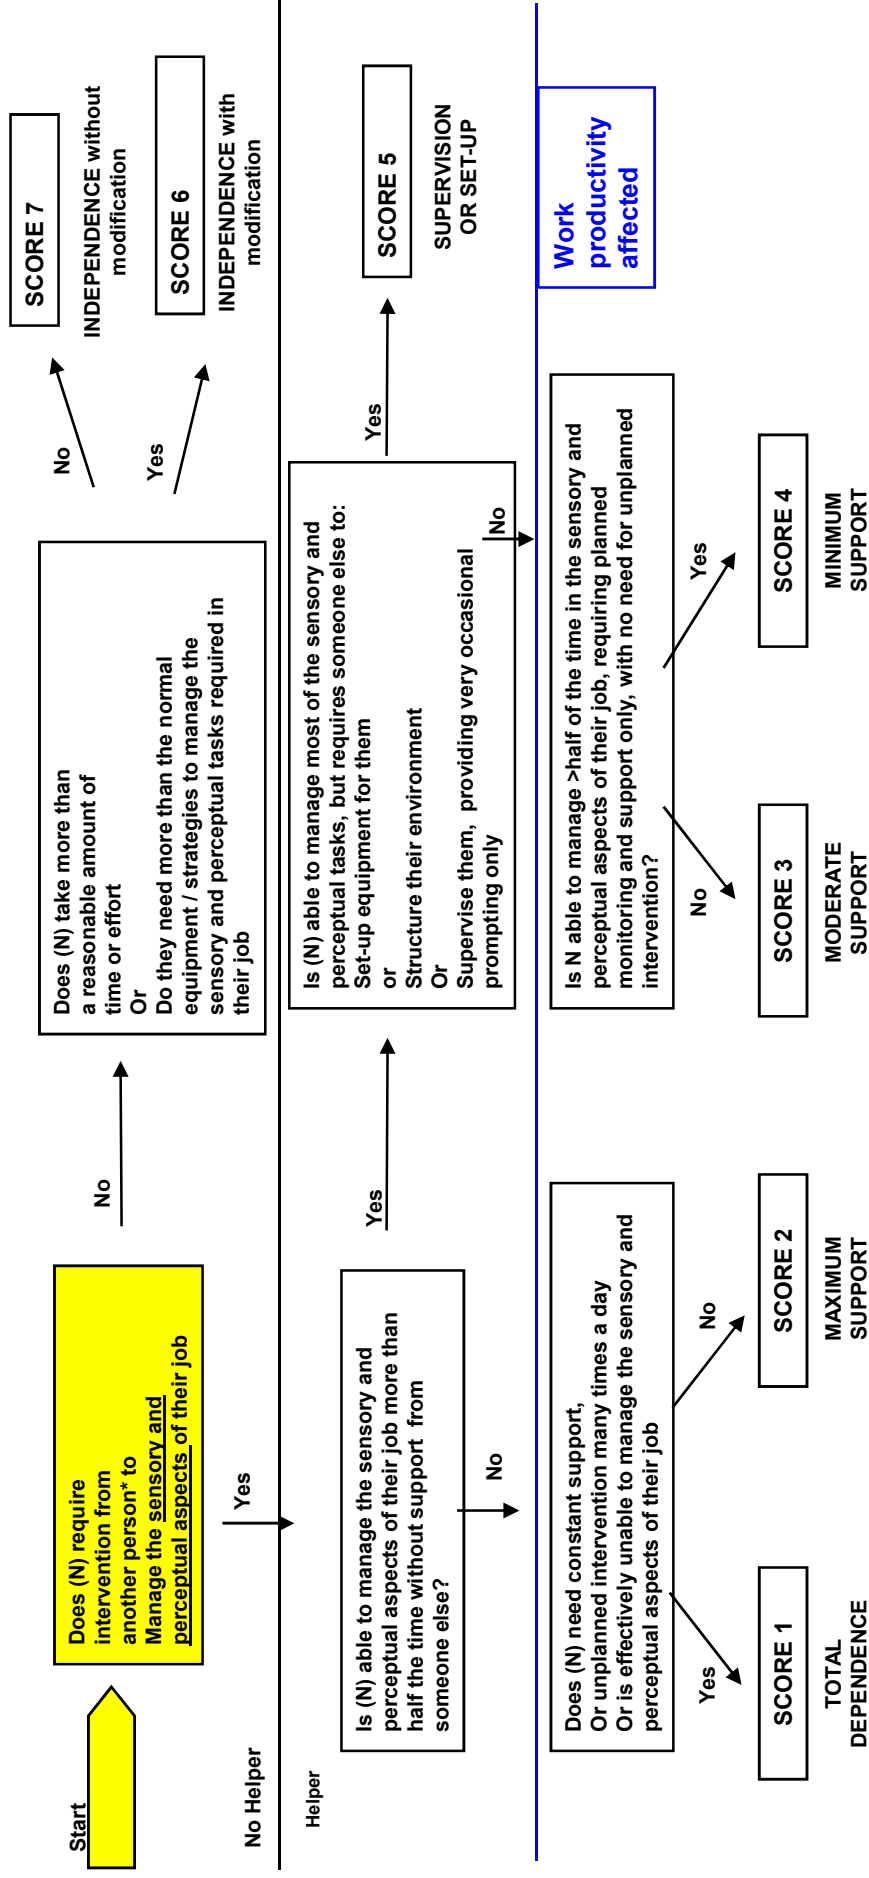 Start
Does (N) require
intervention from
another person* to
Manage the sensory and
perceptual aspects of their job
No
Does (N) take more than
a reasonable amount of
time or effort
Or
Do they need more than the normal
equipment / strategies to manage the
sensory and perceptual tasks required in
their job
No
SCORE 7
INDEPENDENCE without
modification
Yes
SCORE 6
INDEPENDENCE with
modification
Yes
No Helper
Helper
Is (N) able to manage the sensory and
perceptual aspects of their job more than
half the time without support from
someone else?
Yes
Is (N) able to manage most of the sensory and
perceptual tasks, but requires someone else to:
Set-up equipment for them
or
Structure their environment
Or
Supervise them, providing very occasional
prompting only
Yes
SCORE 5
SUPERVISION
OR SET-UP
No
No
Work
productivity
affected
Does (N) need constant support,
Or unplanned intervention many times a day
Or is effectively unable to manage the sensory and
perceptual aspects of their job
Is N able to manage >half of the time in the sensory and
perceptual aspects of their job, requiring planned
monitoring and support only, with no need for unplanned
intervention?
Yes
No
No
Yes
SCORE 1
TOTAL
DEPENDENCE
SCORE 2
MAXIMUM
SUPPORT
SCORE 3
MODERATE
SUPPORT
SCORE 4
MINIMUM
SUPPORT